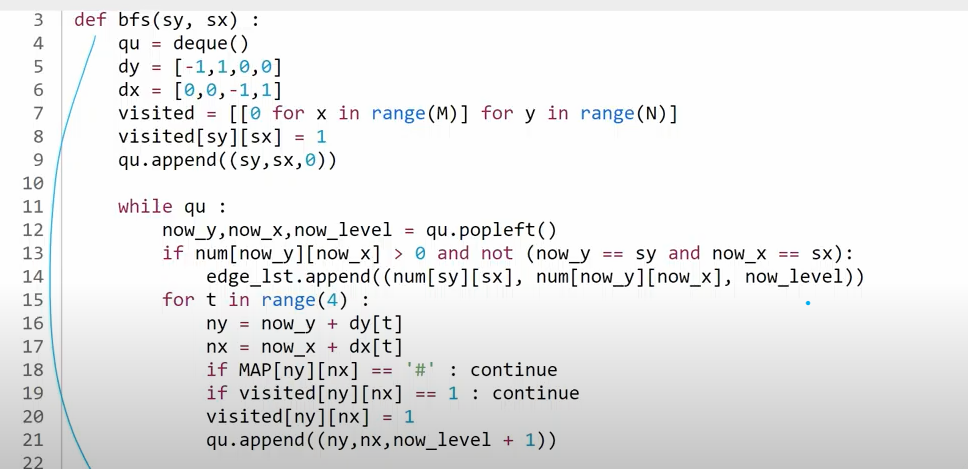 3 def bfs(sy, sx) :
4 qu = deque()
5 dy = [-1,1,0,0]
6 dx = [0,0,-1,1]
7 visited = [[0 for x in range(M)] for y in range(N)]
8 visited[sy][sx] = 1
9 qu.append((sy,sx,0))
10
11 while qu :
12 now_y,now_x,now_level = qu.popleft()
13 if num[now_y][now_x] > 0 and not (now_y == sy and now_x == sx):
14 edge_lst.append((num[sy][sx], num[now_y][now_x], now_level))
15 for t in range(4) :
16 ny = now_y + dy[t]
17 nx = now_x + dx[t]
18 if MAP[ny][nx] == '#' : continue
19 if visited[ny][nx] == 1 : continue
20 visited[ny][nx] = 1
21 qu.append((ny,nx,now_level + 1))
22